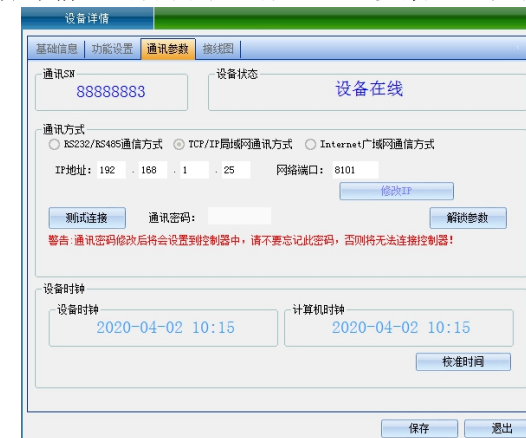 设备详情
基础信息 功能设置 通讯参数 接线图
通讯SN 设备状态
88888883 设备在线
通讯方式
RS232/RS485通信方式 TCP/IP局域网通讯方式 Internet广域网通信方式
IP地址: 192 . 168 . 1 . 25 网络端口: 8101
修改IP
测试连接 通讯密码: 解锁参数
警告:通讯密码修改后将会设置到控制器中，请不要忘记此密码，否则将无法连接控制器！
设备时钟
设备时钟 计算机时钟
2020-04-02 10:15 2020-04-02 10:15
校准时间
保存 退出